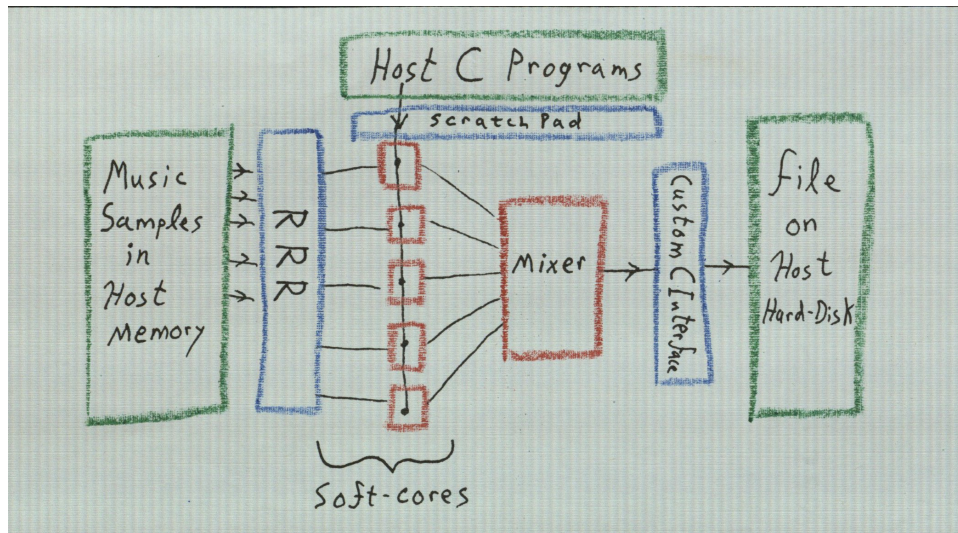 Host C Programs
Scratch Pad
Music
Samples
in
Host
Memory
RRR
Mixer
Custom C Interface
file
on
Host
Hard-Disk
Soft-cores